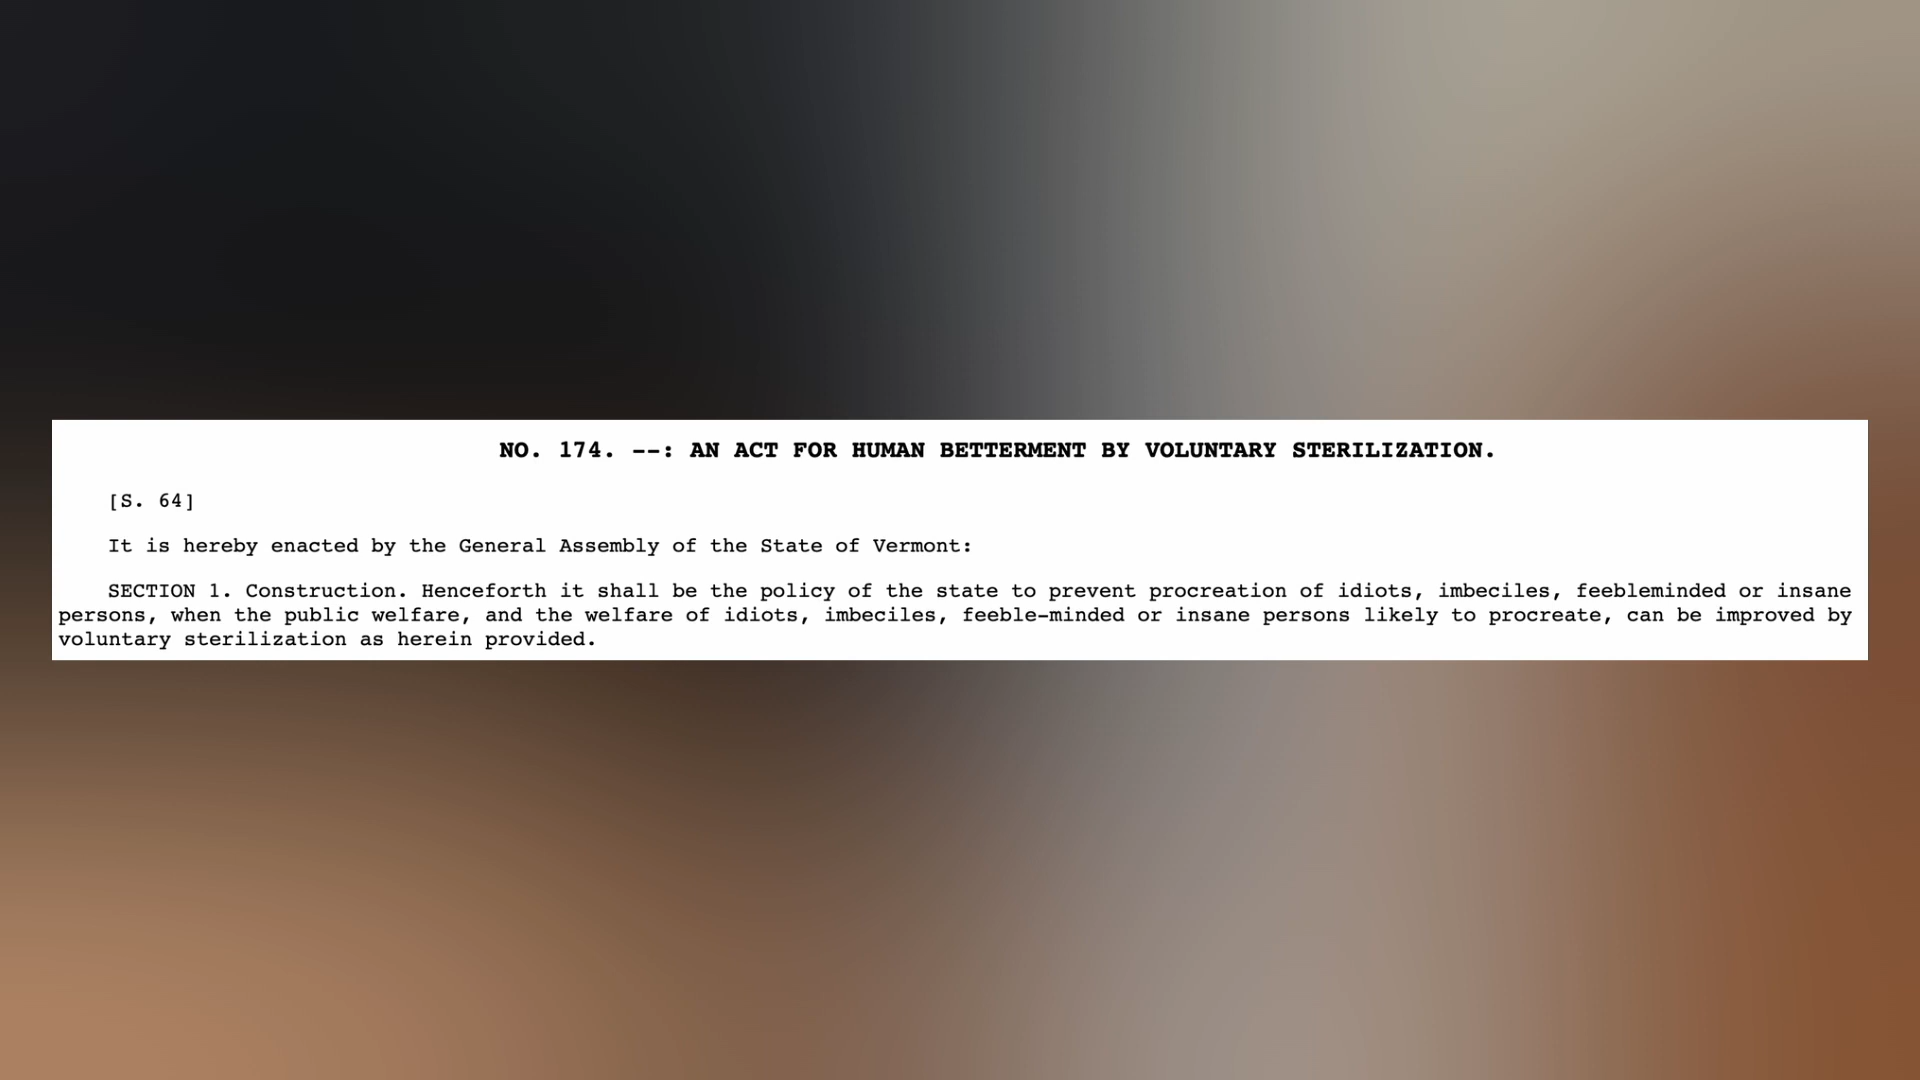 NO. 174. --: AN ACT FOR HUMAN BETTERMENT BY VOLUNTARY STERILIZATION.
[S. 64]
It is hereby enacted by the General Assembly of the State of Vermont:
SECTION 1. Construction. Henceforth it shall be the policy of the state to prevent procreation of idiots, imbeciles, feebleminded or insane
persons, when the public welfare, and the welfare of idiots, imbeciles, feeble-minded or insane persons likely to procreate, can be improved by
voluntary sterilization as herein provided.